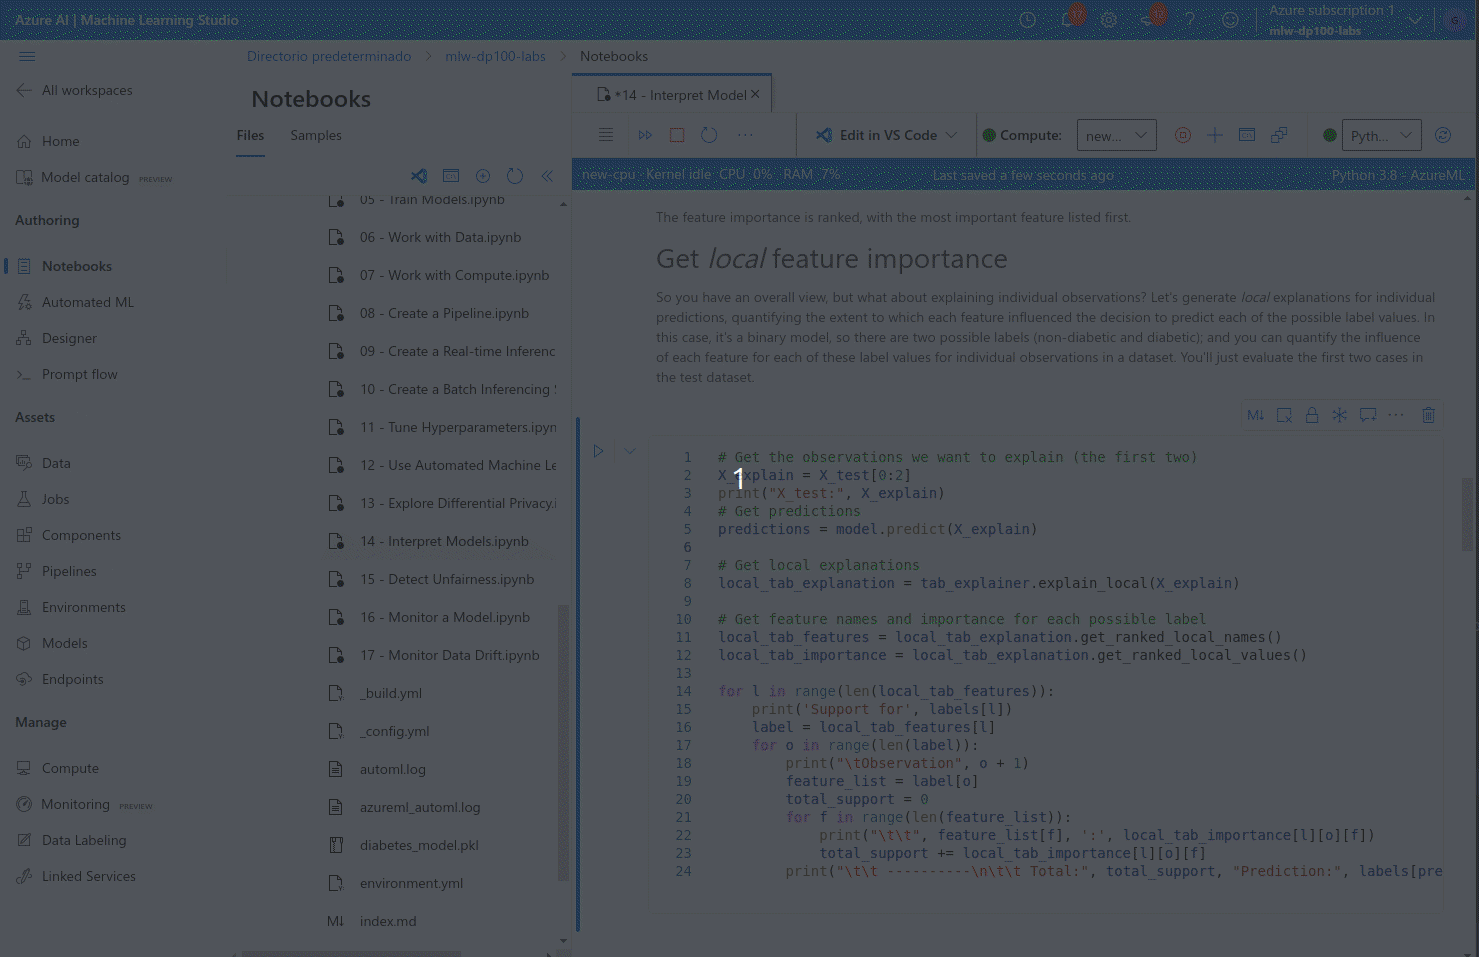 Azure AI | Machine Learning Studio
17
12
?
Azure subscription 1
mlw-dp100-labs
G
Directorio predeterminado > mlw-dp100-labs > Notebooks
All workspaces
Home
Model catalog PREVIEW
Authoring
Notebooks
Automated ML
Designer
Prompt flow
Assets
Data
Jobs
Components
Pipelines
Environments
Models
Endpoints
Manage
Compute
Monitoring PREVIEW
Data Labeling
Linked Services
Notebooks
Files Samples
05 - Train Models.ipynb
06 - Work with Data.ipynb
07 - Work with Compute.ipynb
08 - Create a Pipeline.ipynb
09 - Create a Real-time Inferenc
10 - Create a Batch Inferencing
11 - Tune Hyperparameters.ipyn
12 - Use Automated Machine Le
13 - Explore Differential Privacy.i
14 - Interpret Models.ipynb
15 - Detect Unfairness.ipynb
16 - Monitor a Model.ipynb
17 - Monitor Data Drift.ipynb
_build.yml
_config.yml
automl.log
azureml_automl.log
diabetes_model.pkl
environment.yml
M↓ index.md
*14 - Interpret Model
Edit in VS Code Compute: new... Pyth...
new-cpu · Kernel idle CPU 0% RAM 7% Last saved a few seconds ago Python 3.8 - AzureML
The feature importance is ranked, with the most important feature listed first.
Get local feature importance
So you have an overall view, but what about explaining individual observations? Let's generate local explanations for individual
predictions, quantifying the extent to which each feature influenced the decision to predict each of the possible label values. In
this case, it's a binary model, so there are two possible labels (non-diabetic and diabetic); and you can quantify the influence
of each feature for each of these label values for individual observations in a dataset. You'll just evaluate the first two cases in
the test dataset.
M↓
1 # Get the observations we want to explain (the first two)
2 X_explain = X_test[0:2]
3 print("X_test:", X_explain)
4 # Get predictions
5 predictions = model.predict(X_explain)
6
7 # Get local explanations
8 local_tab_explanation = tab_explainer.explain_local(X_explain)
9
10 # Get feature names and importance for each possible label
11 local_tab_features = local_tab_explanation.get_ranked_local_names()
12 local_tab_importance = local_tab_explanation.get_ranked_local_values()
13
14 for l in range(len(local_tab_features)):
15     print('Support for', labels[l])
16     label = local_tab_features[l]
17     for o in range(len(label)):
18         print("\tObservation", o + 1)
19         feature_list = label[o]
20         total_support = 0
21         for f in range(len(feature_list)):
22             print("\t\t", feature_list[f], ':', local_tab_importance[l][o][f])
23             total_support += local_tab_importance[l][o][f]
24         print("\t\t ----------\n\t\t Total:", total_support, "Prediction:", labels[pre
1